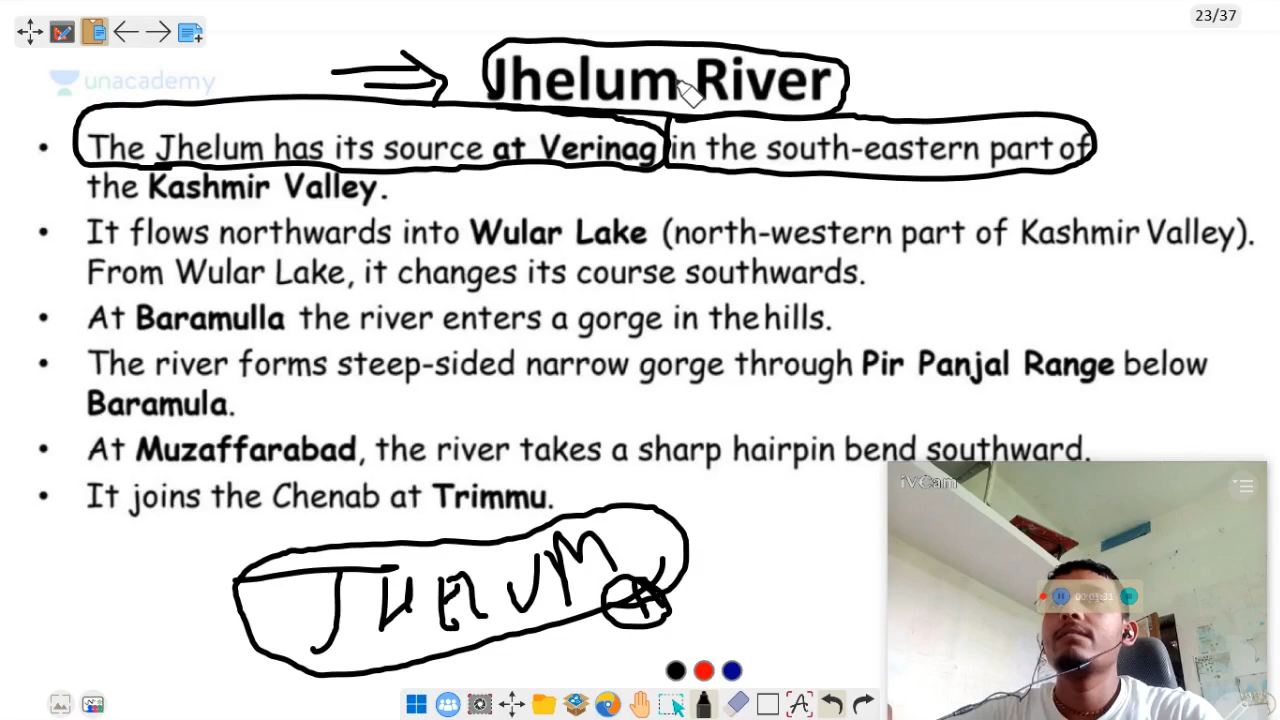 23/37
unacademy
Jhelum River
• The Jhelum has its source at Verinag in the south-eastern part of
the Kashmir Valley.
• It flows northwards into Wular Lake (north-western part of Kashmir Valley).
From Wular Lake, it changes its course southwards.
• At Baramulla the river enters a gorge in the hills.
• The river forms steep-sided narrow gorge through Pir Panjal Range below
Baramula.
• At Muzaffarabad, the river takes a sharp hairpin bend southward.
• It joins the Chenab at Trimmu.
iVCam
JHELUM